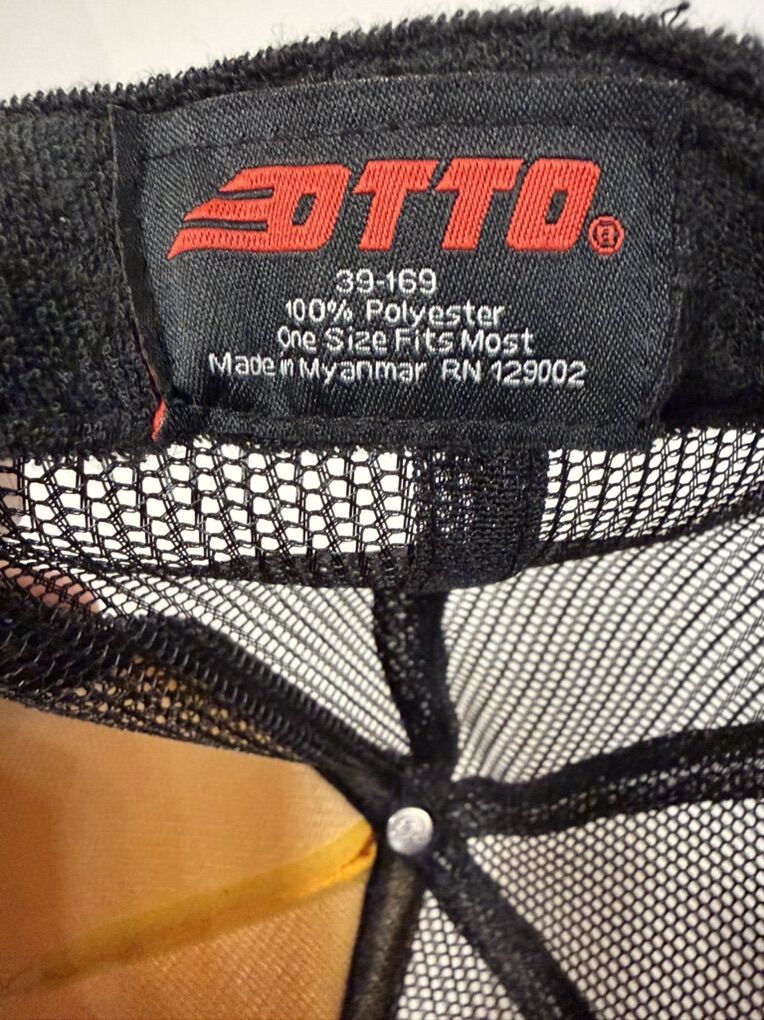 OTTO®
39-169
100% Polyester
One Size Fits Most
Made in Myanmar RN 129002